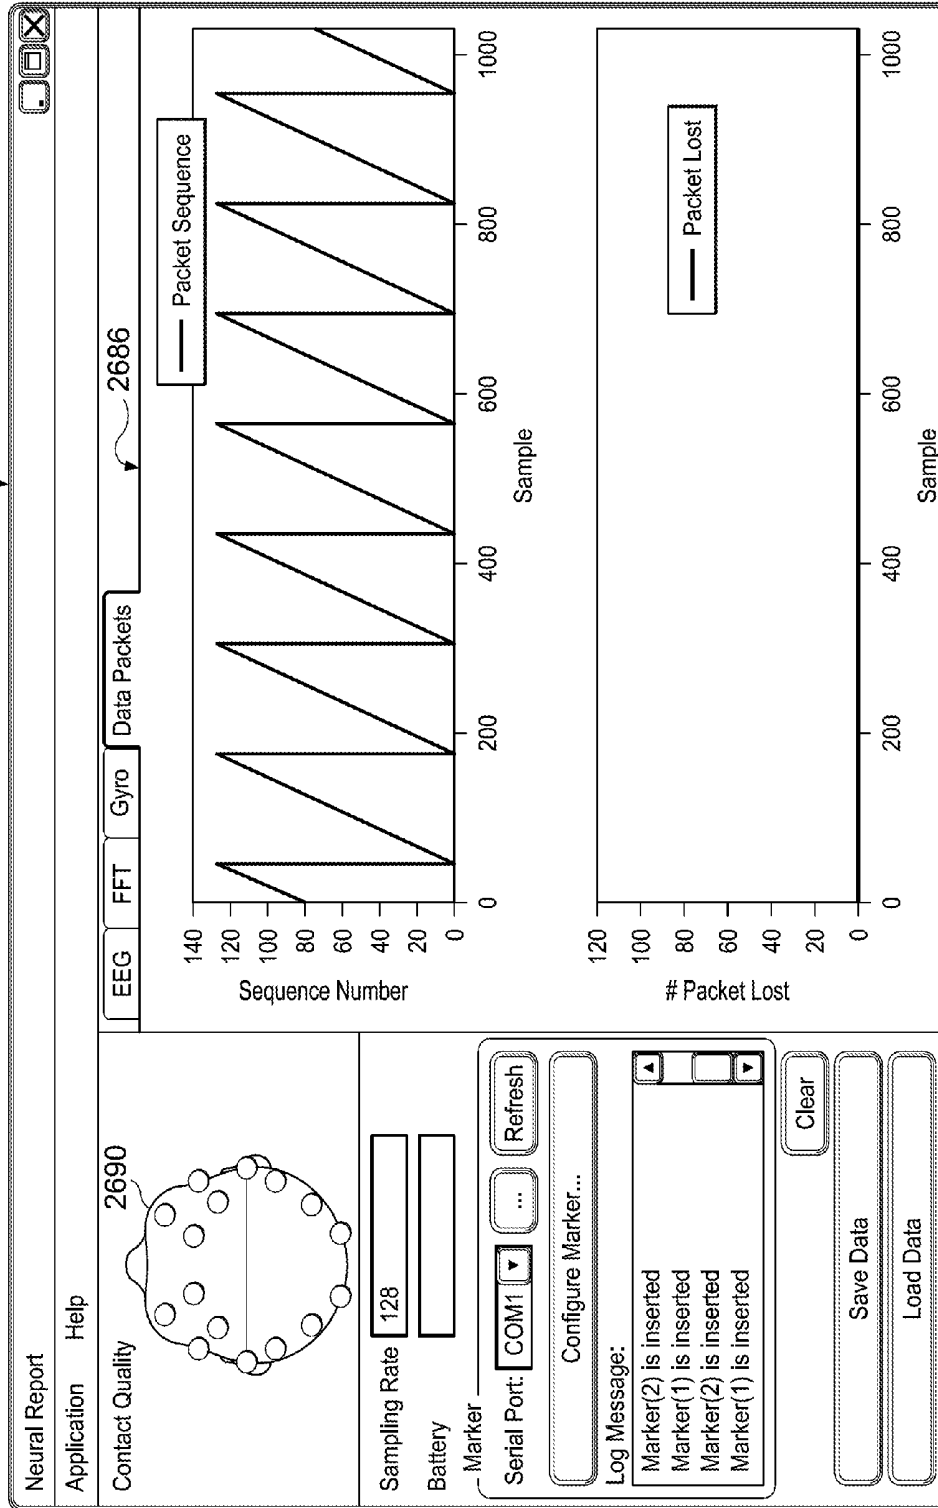 Neural Report
Application Help
Contact Quality
2690
Sampling Rate 128
Battery
Marker
Serial Port: COM1 ... Refresh
Configure Marker...
Log Message:
Marker(2) is inserted
Marker(1) is inserted
Marker(2) is inserted
Marker(1) is inserted
Clear
Save Data
Load Data
EEG FFT Gyro Data Packets
2686
Packet Sequence
Sequence Number
140
120
100
80
60
40
20
0
0 200 400 600 800 1000
Sample
Packet Lost
# Packet Lost
120
100
80
60
40
20
0
0 200 400 600 800 1000
Sample